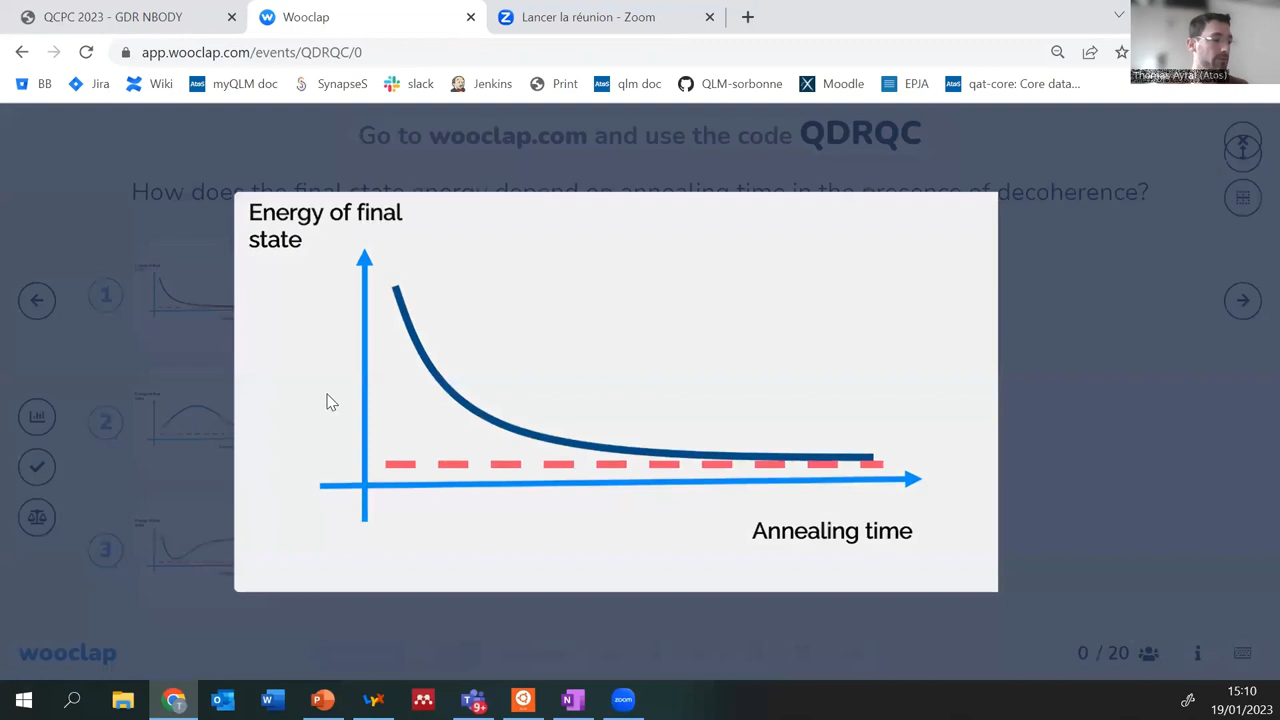 QCPC 2023 - GDR NBODY
Wooclap
Lancer la réunion - Zoom
app.wooclap.com/events/QDRQC/0
BB
Jira
Wiki
Atos
myQLM doc
SynapseS
slack
Jenkins
Print
Atos
qlm doc
QLM-sorbonne
Moodle
EPJA
Atos
qat-core: Core data...
Thomas Ayral (Atos)
Go to wooclap.com and use the code QDRQC
How does the final state energy depend on annealing time in the presence of decoherence?
Energy of final
state
Annealing time
1
2
3
wooclap
0 / 20
15:10
19/01/2023